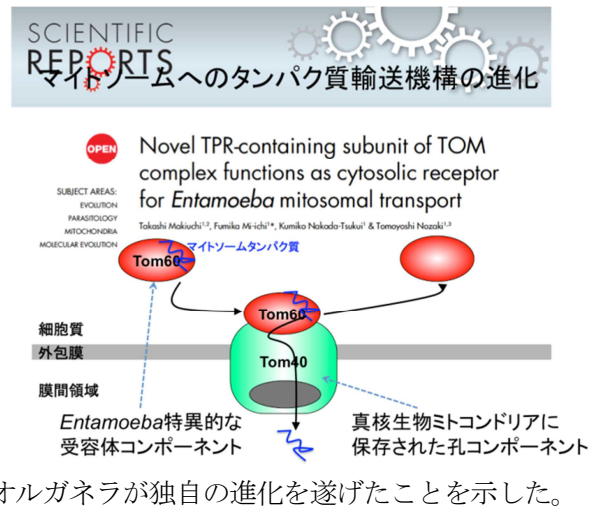 SCIENTIFIC
REPORTS
マイトソームへのタンパク質輸送機構の進化
OPEN
Novel TPR-containing subunit of TOM
complex functions as cytosolic receptor
for Entamoeba mitosomal transport
SUBJECT AREAS:
EVOLUTION
PARASITOLOGY
MITOCHONDRIA
MOLECULAR EVOLUTION
Takashi Makiuchi1,2, Fumika Mi-ichi1*, Kumiko Nakada-Tsukui1 & Tomoyoshi Nozaki1,3
マイトソームタンパク質
Tom60
Tom60
細胞質
外包膜
Tom40
膜間領域
Entamoeba特異的な
受容体コンポーネント
真核生物ミトコンドリアに
保存された孔コンポーネント
オルガネラが独自の進化を遂げたことを示した。